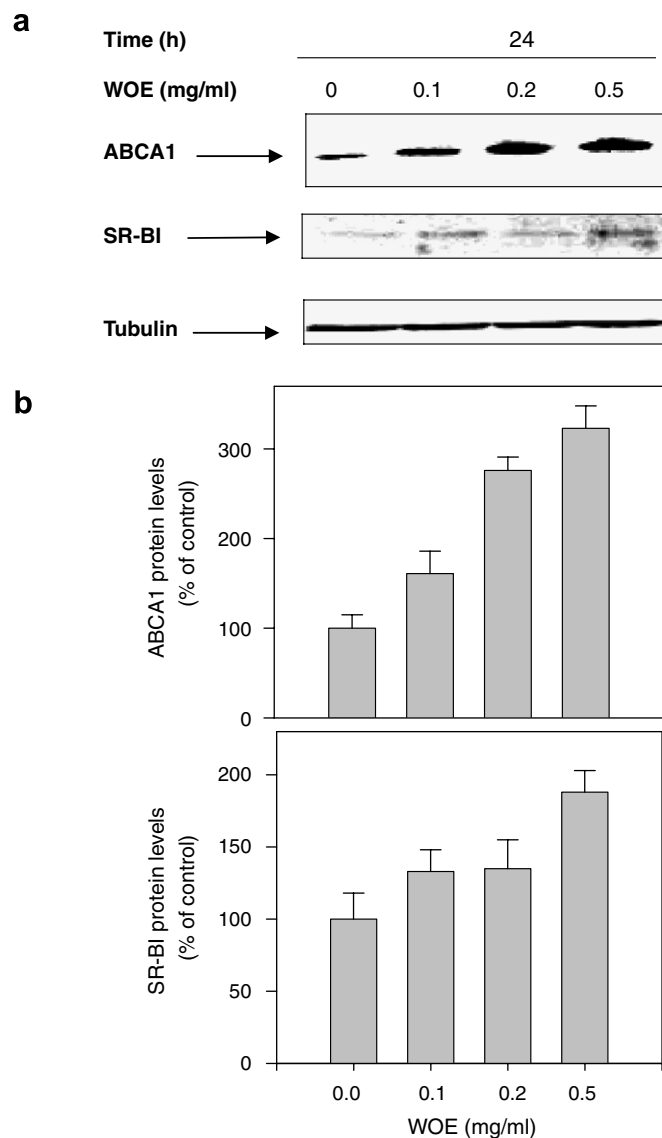 a
Time (h) 24
WOE (mg/ml) 0 0.1 0.2 0.5
ABCA1
SR-BI
Tubulin
b
ABCA1 protein levels
(% of control)
300
200
100
0
SR-BI protein levels
(% of control)
200
150
100
50
0
0.0 0.1 0.2 0.5
WOE (mg/ml)